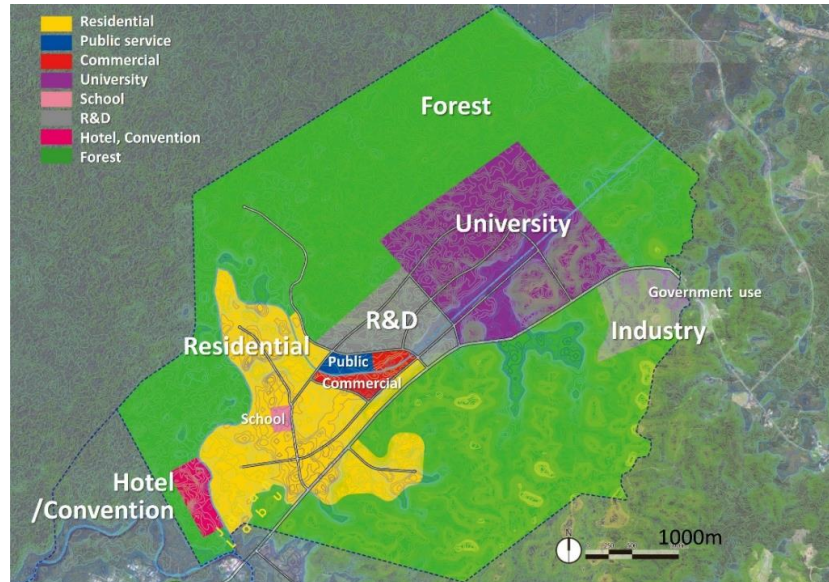 Residential
Public service
Commercial
University
School
R&D
Hotel, Convention
Forest
Forest
University
Government use
R&D
Industry
Residential
Public
Commercial
School
Hotel
/Convention
N
1000m